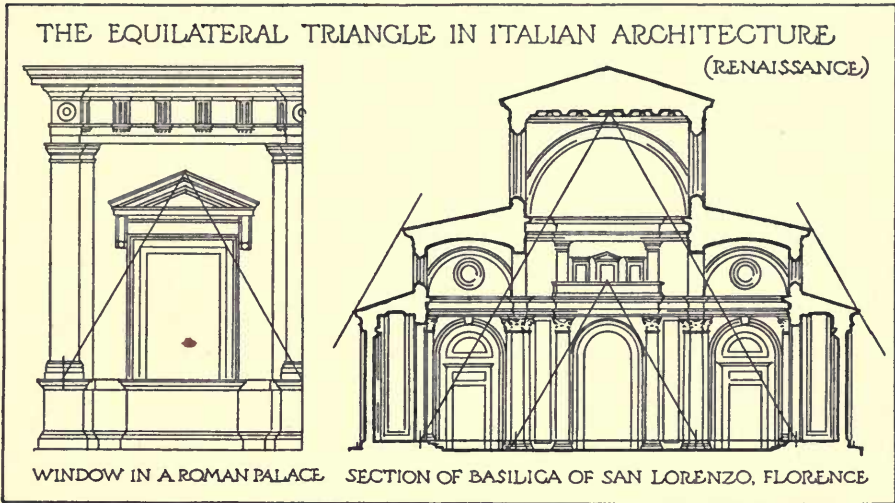 THE EQUILATERAL TRIANGLE IN ITALIAN ARCHITECTURE
(RENAISSANCE)
WINDOW IN A ROMAN PALACE
SECTION OF BASILICA OF SAN LORENZO, FLORENCE